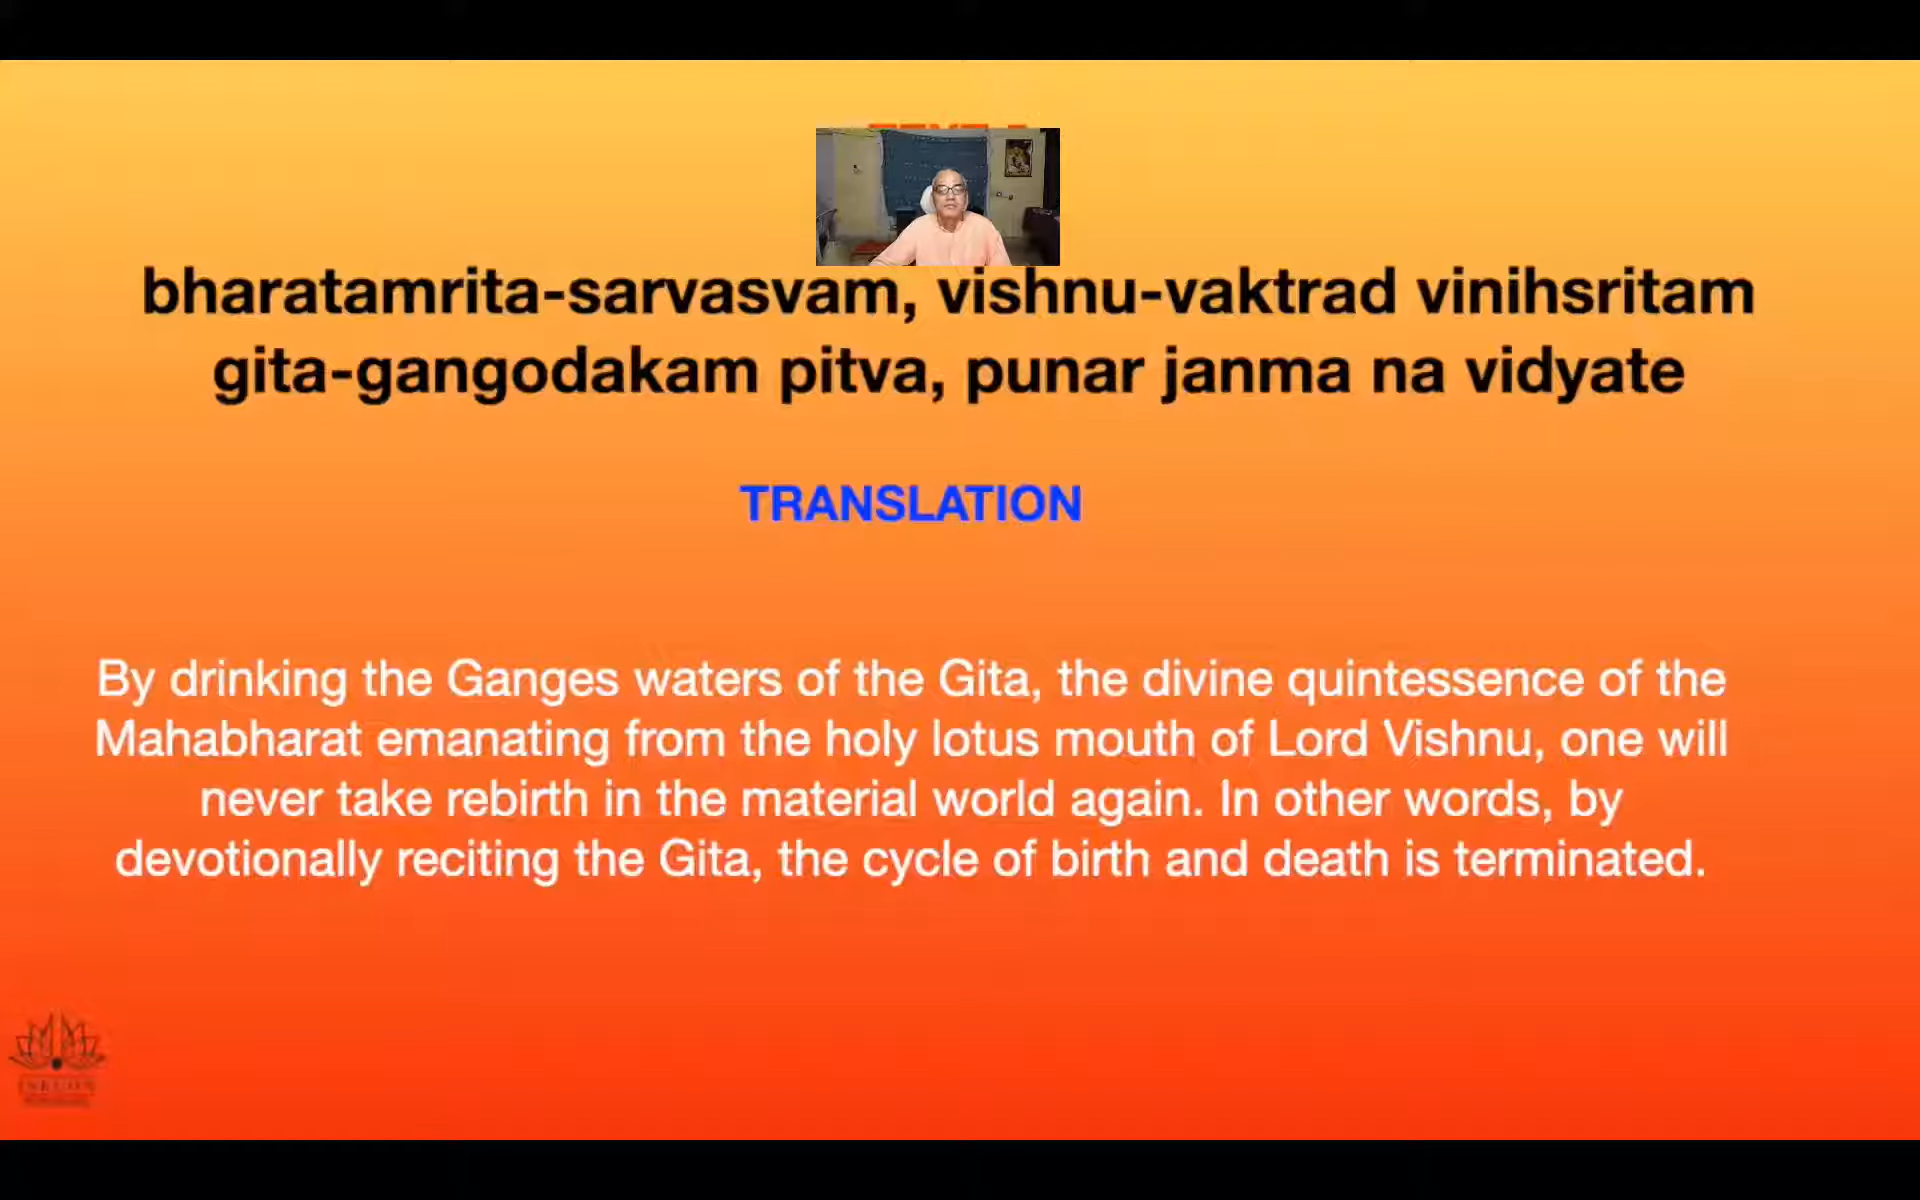 bharatamrita-sarvasvam, vishnu-vaktrad vinihsritam
gita-gangodakam pitva, punar janma na vidyate
TRANSLATION
By drinking the Ganges waters of the Gita, the divine quintessence of the
Mahabharat emanating from the holy lotus mouth of Lord Vishnu, one will
never take rebirth in the material world again. In other words, by
devotionally reciting the Gita, the cycle of birth and death is terminated.
ISKCON